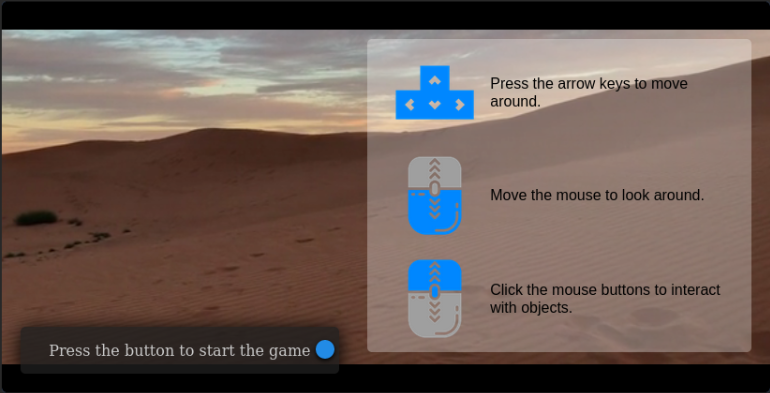 Press the arrow keys to move
around.
Move the mouse to look around.
Click the mouse buttons to interact
with objects.
Press the button to start the game